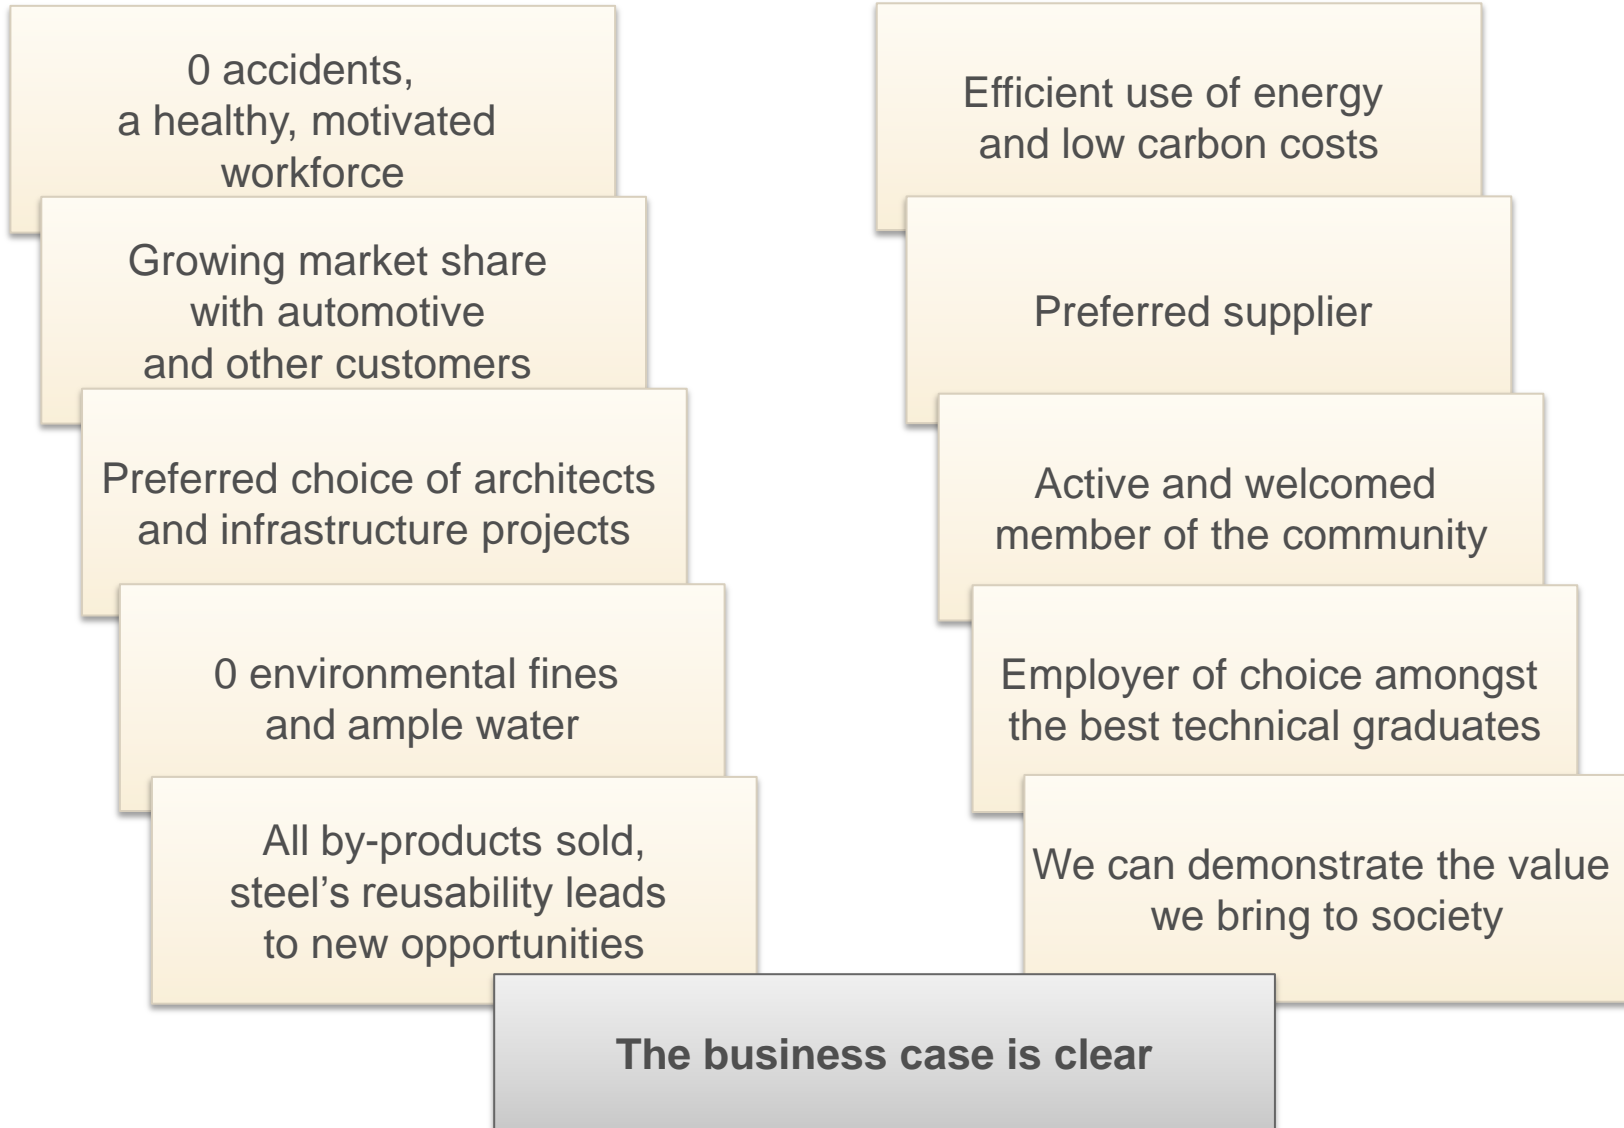 0 accidents,
a healthy, motivated
workforce
Growing market share
with automotive
and other customers
Preferred choice of architects
and infrastructure projects
0 environmental fines
and ample water
All by-products sold,
steel’s reusability leads
to new opportunities
Efficient use of energy
and low carbon costs
Preferred supplier
Active and welcomed
member of the community
Employer of choice amongst
the best technical graduates
We can demonstrate the value
we bring to society
The business case is clear